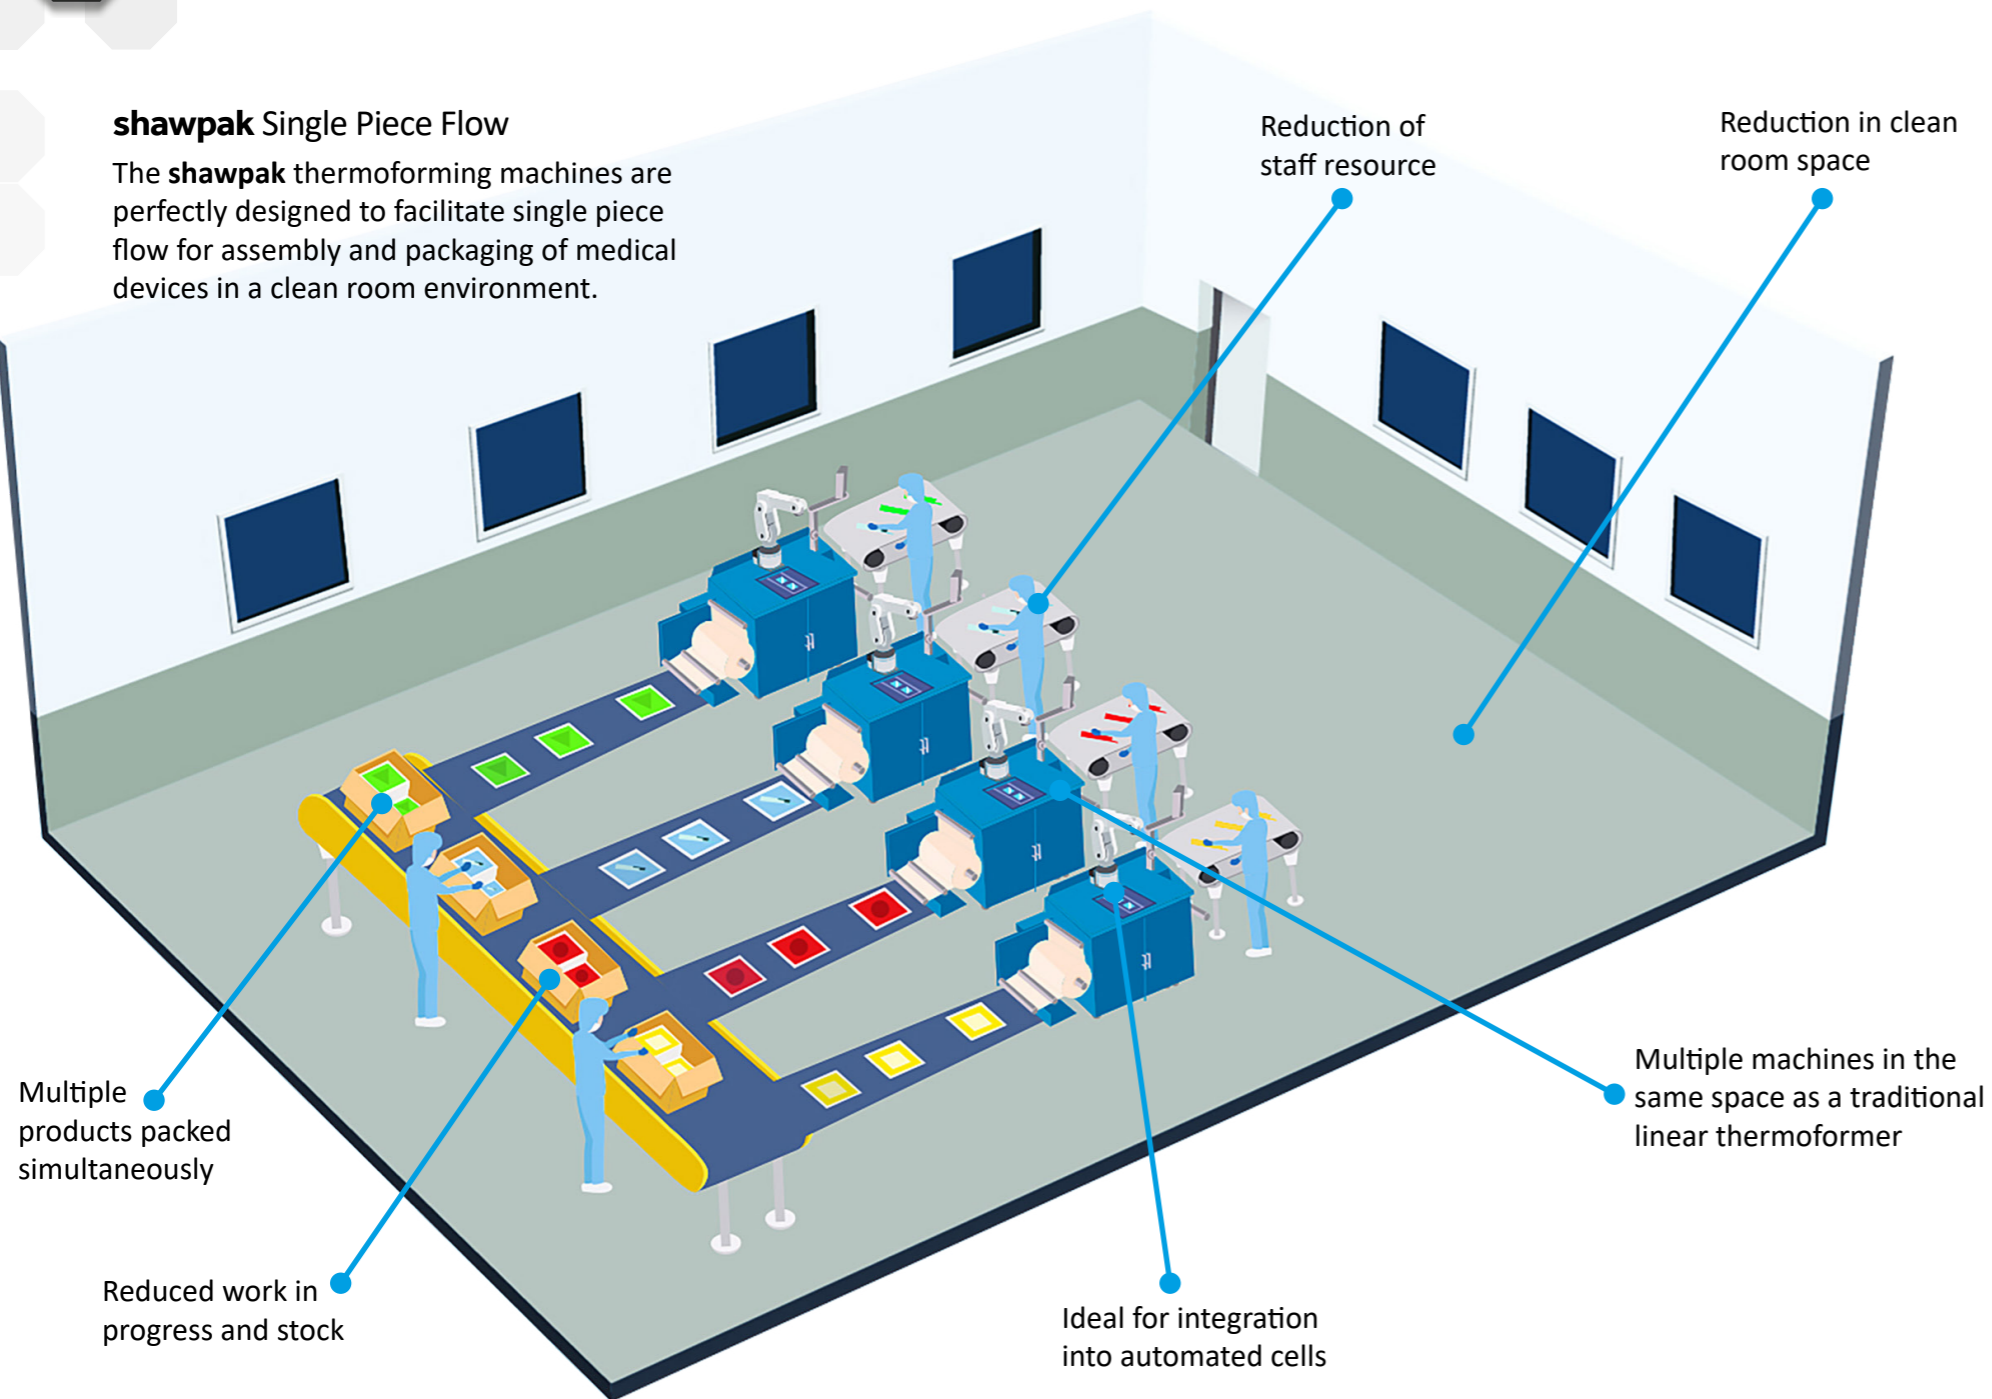 shawpak Single Piece Flow
The shawpak thermoforming machines are
perfectly designed to facilitate single piece
flow for assembly and packaging of medical
devices in a clean room environment.
Reduction of
staff resource
Reduction in clean
room space
Multiple
products packed
simultaneously
Multiple machines in the
same space as a traditional
linear thermoformer
Reduced work in
progress and stock
Ideal for integration
into automated cells